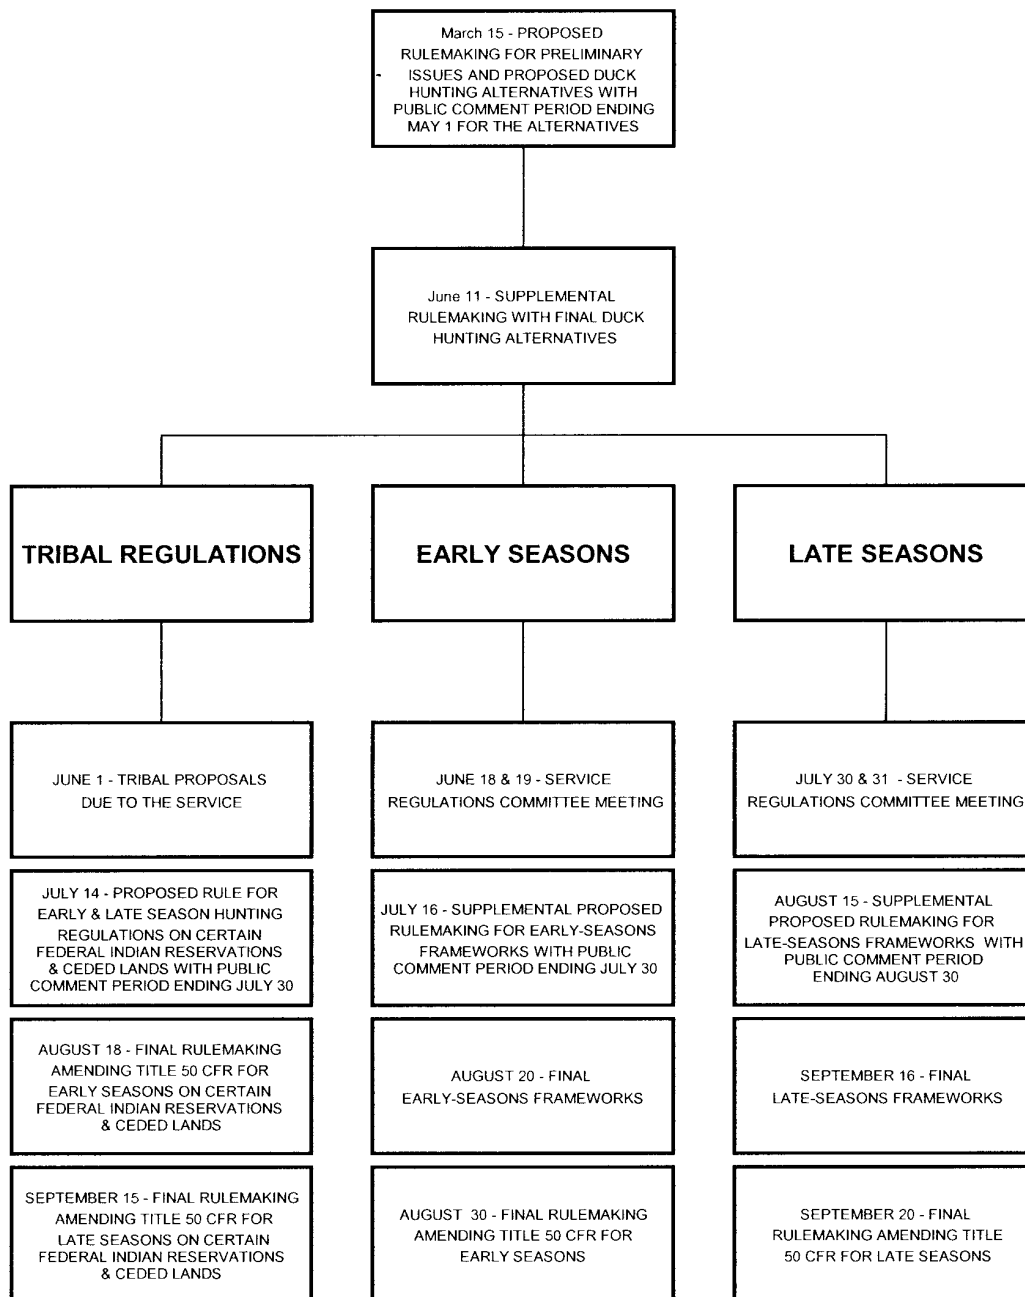 March 15 - PROPOSED
RULEMAKING FOR PRELIMINARY
ISSUES AND PROPOSED DUCK
HUNTING ALTERNATIVES WITH
PUBLIC COMMENT PERIOD ENDING
MAY 1 FOR THE ALTERNATIVES
June 11 - SUPPLEMENTAL
RULEMAKING WITH FINAL DUCK
HUNTING ALTERNATIVES
TRIBAL REGULATIONS
EARLY SEASONS
LATE SEASONS
JUNE 1 - TRIBAL PROPOSALS
DUE TO THE SERVICE
JUNE 18 & 19 - SERVICE
REGULATIONS COMMITTEE MEETING
JULY 30 & 31 - SERVICE
REGULATIONS COMMITTEE MEETING
JULY 14 - PROPOSED RULE FOR
EARLY & LATE SEASON HUNTING
REGULATIONS ON CERTAIN
FEDERAL INDIAN RESERVATIONS
& CEDED LANDS WITH PUBLIC
COMMENT PERIOD ENDING JULY 30
JULY 16 - SUPPLEMENTAL PROPOSED
RULEMAKING FOR EARLY-SEASONS
FRAMEWORKS WITH PUBLIC
COMMENT PERIOD ENDING JULY 30
AUGUST 15 - SUPPLEMENTAL
PROPOSED RULEMAKING FOR
LATE-SEASONS FRAMEWORKS WITH
PUBLIC COMMENT PERIOD
ENDING AUGUST 30
AUGUST 18 - FINAL RULEMAKING
AMENDING TITLE 50 CFR FOR
EARLY SEASONS ON CERTAIN
FEDERAL INDIAN RESERVATIONS
& CEDED LANDS
AUGUST 20 - FINAL
EARLY-SEASONS FRAMEWORKS
SEPTEMBER 16 - FINAL
LATE-SEASONS FRAMEWORKS
SEPTEMBER 15 - FINAL RULEMAKING
AMENDING TITLE 50 CFR FOR
LATE SEASONS ON CERTAIN
FEDERAL INDIAN RESERVATIONS
& CEDED LANDS
AUGUST 30 - FINAL RULEMAKING
AMENDING TITLE 50 CFR FOR
EARLY SEASONS
SEPTEMBER 20 - FINAL
RULEMAKING AMENDING TITLE
50 CFR FOR LATE SEASONS